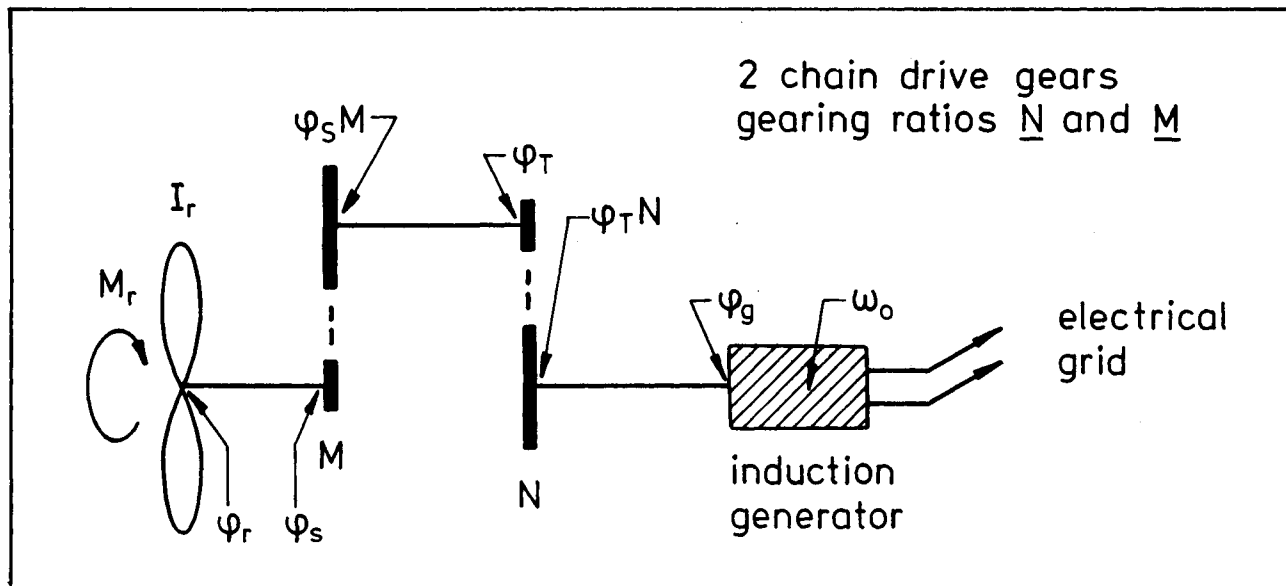 2 chain drive gears
gearing ratios N and M
φSM
φT
Ir
φTN
Mr
φg
ωo
electrical
grid
M
N
induction
generator
φr
φs